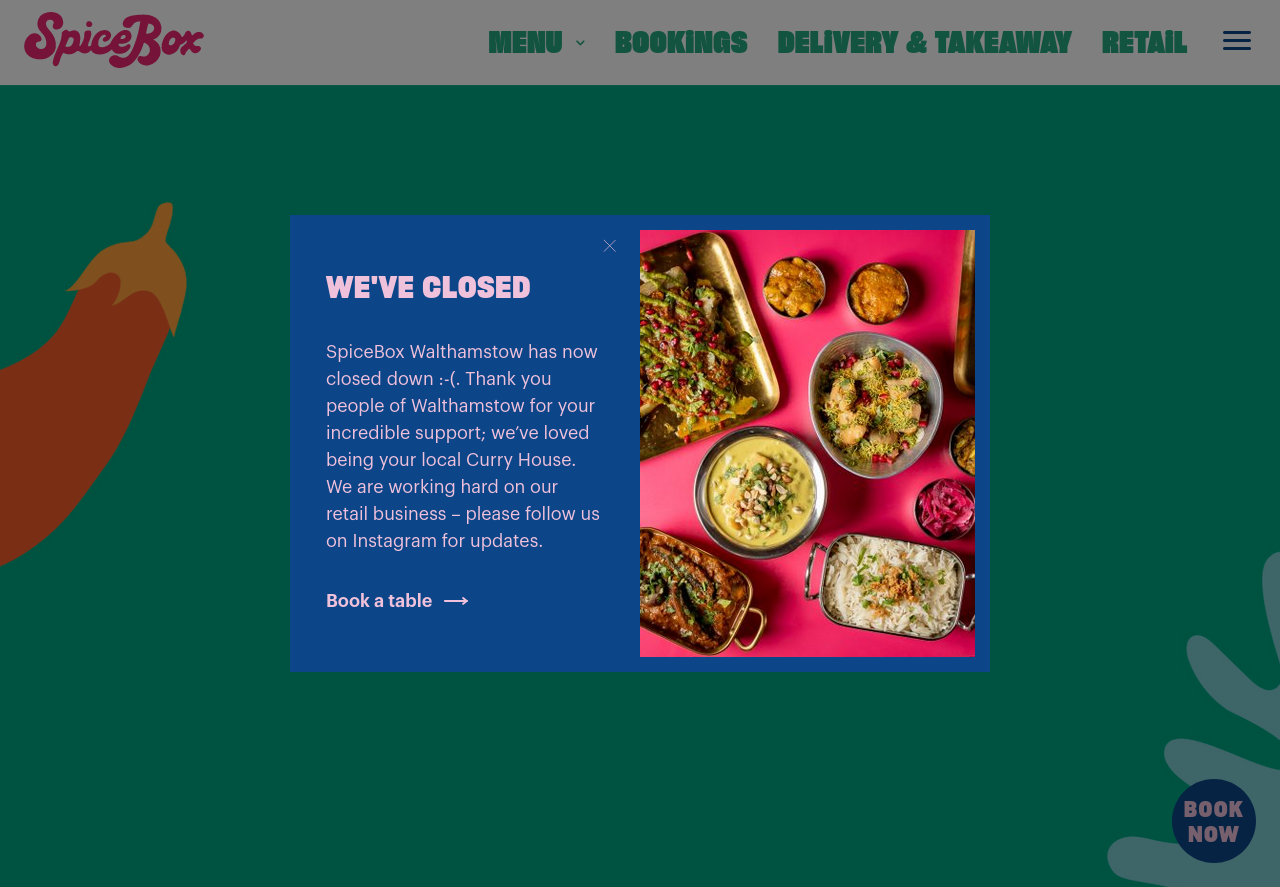 SpiceBox
MENU
BOOKiNGS
DELiVERY & TAKEAWAY
RETAiL
WE'VE CLOSED
SpiceBox Walthamstow has now
closed down :-(. Thank you
people of Walthamstow for your
incredible support; we’ve loved
being your local Curry House.
We are working hard on our
retail business – please follow us
on Instagram for updates.
Book a table
BOOK
NOW